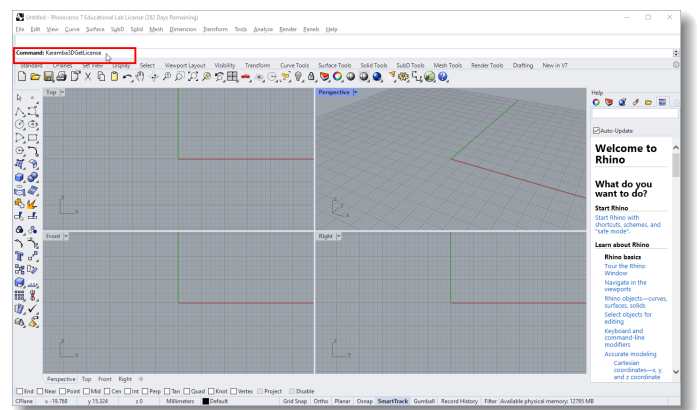 Untitled - Rhinoceros 7 Educational Lab License (282 Days Remaining)
File Edit View Curve Surface SubD Solid Mesh Dimension Transform Tools Analyze Render Panels Help
Command: Karamba3DGetLicense
Standard CPlanes Set View Display Select Viewport Layout Visibility Transform Curve Tools Surface Tools Solid Tools SubD Tools Mesh Tools Render Tools Drafting New in V7
Top
Perspective
Help
Auto-Update
Welcome to
Rhino
What do you
want to do?
Start Rhino
Start Rhino with
shortcuts, schemes, and
"safe mode".
Learn about Rhino
Rhino basics
Tour the Rhino
Window
Navigate in the
viewports
Rhino objects—curves,
surfaces, solids
Select objects for
editing
Keyboard and
command-line
modifiers
Accurate modeling
Cartesian
coordinates—x, y,
and z coordinate
y
x
z
y
x
Front
Right
z
x
z
y
Perspective Top Front Right
End Near Point Mid Cen Int Perp Tan Quad Knot Vertex Project Disable
CPlane x -19.768 y 15.324 z 0 Millimeters Default Grid Snap Ortho Planar Osnap SmartTrack Gumball Record History Filter Available physical memory: 12765 MB